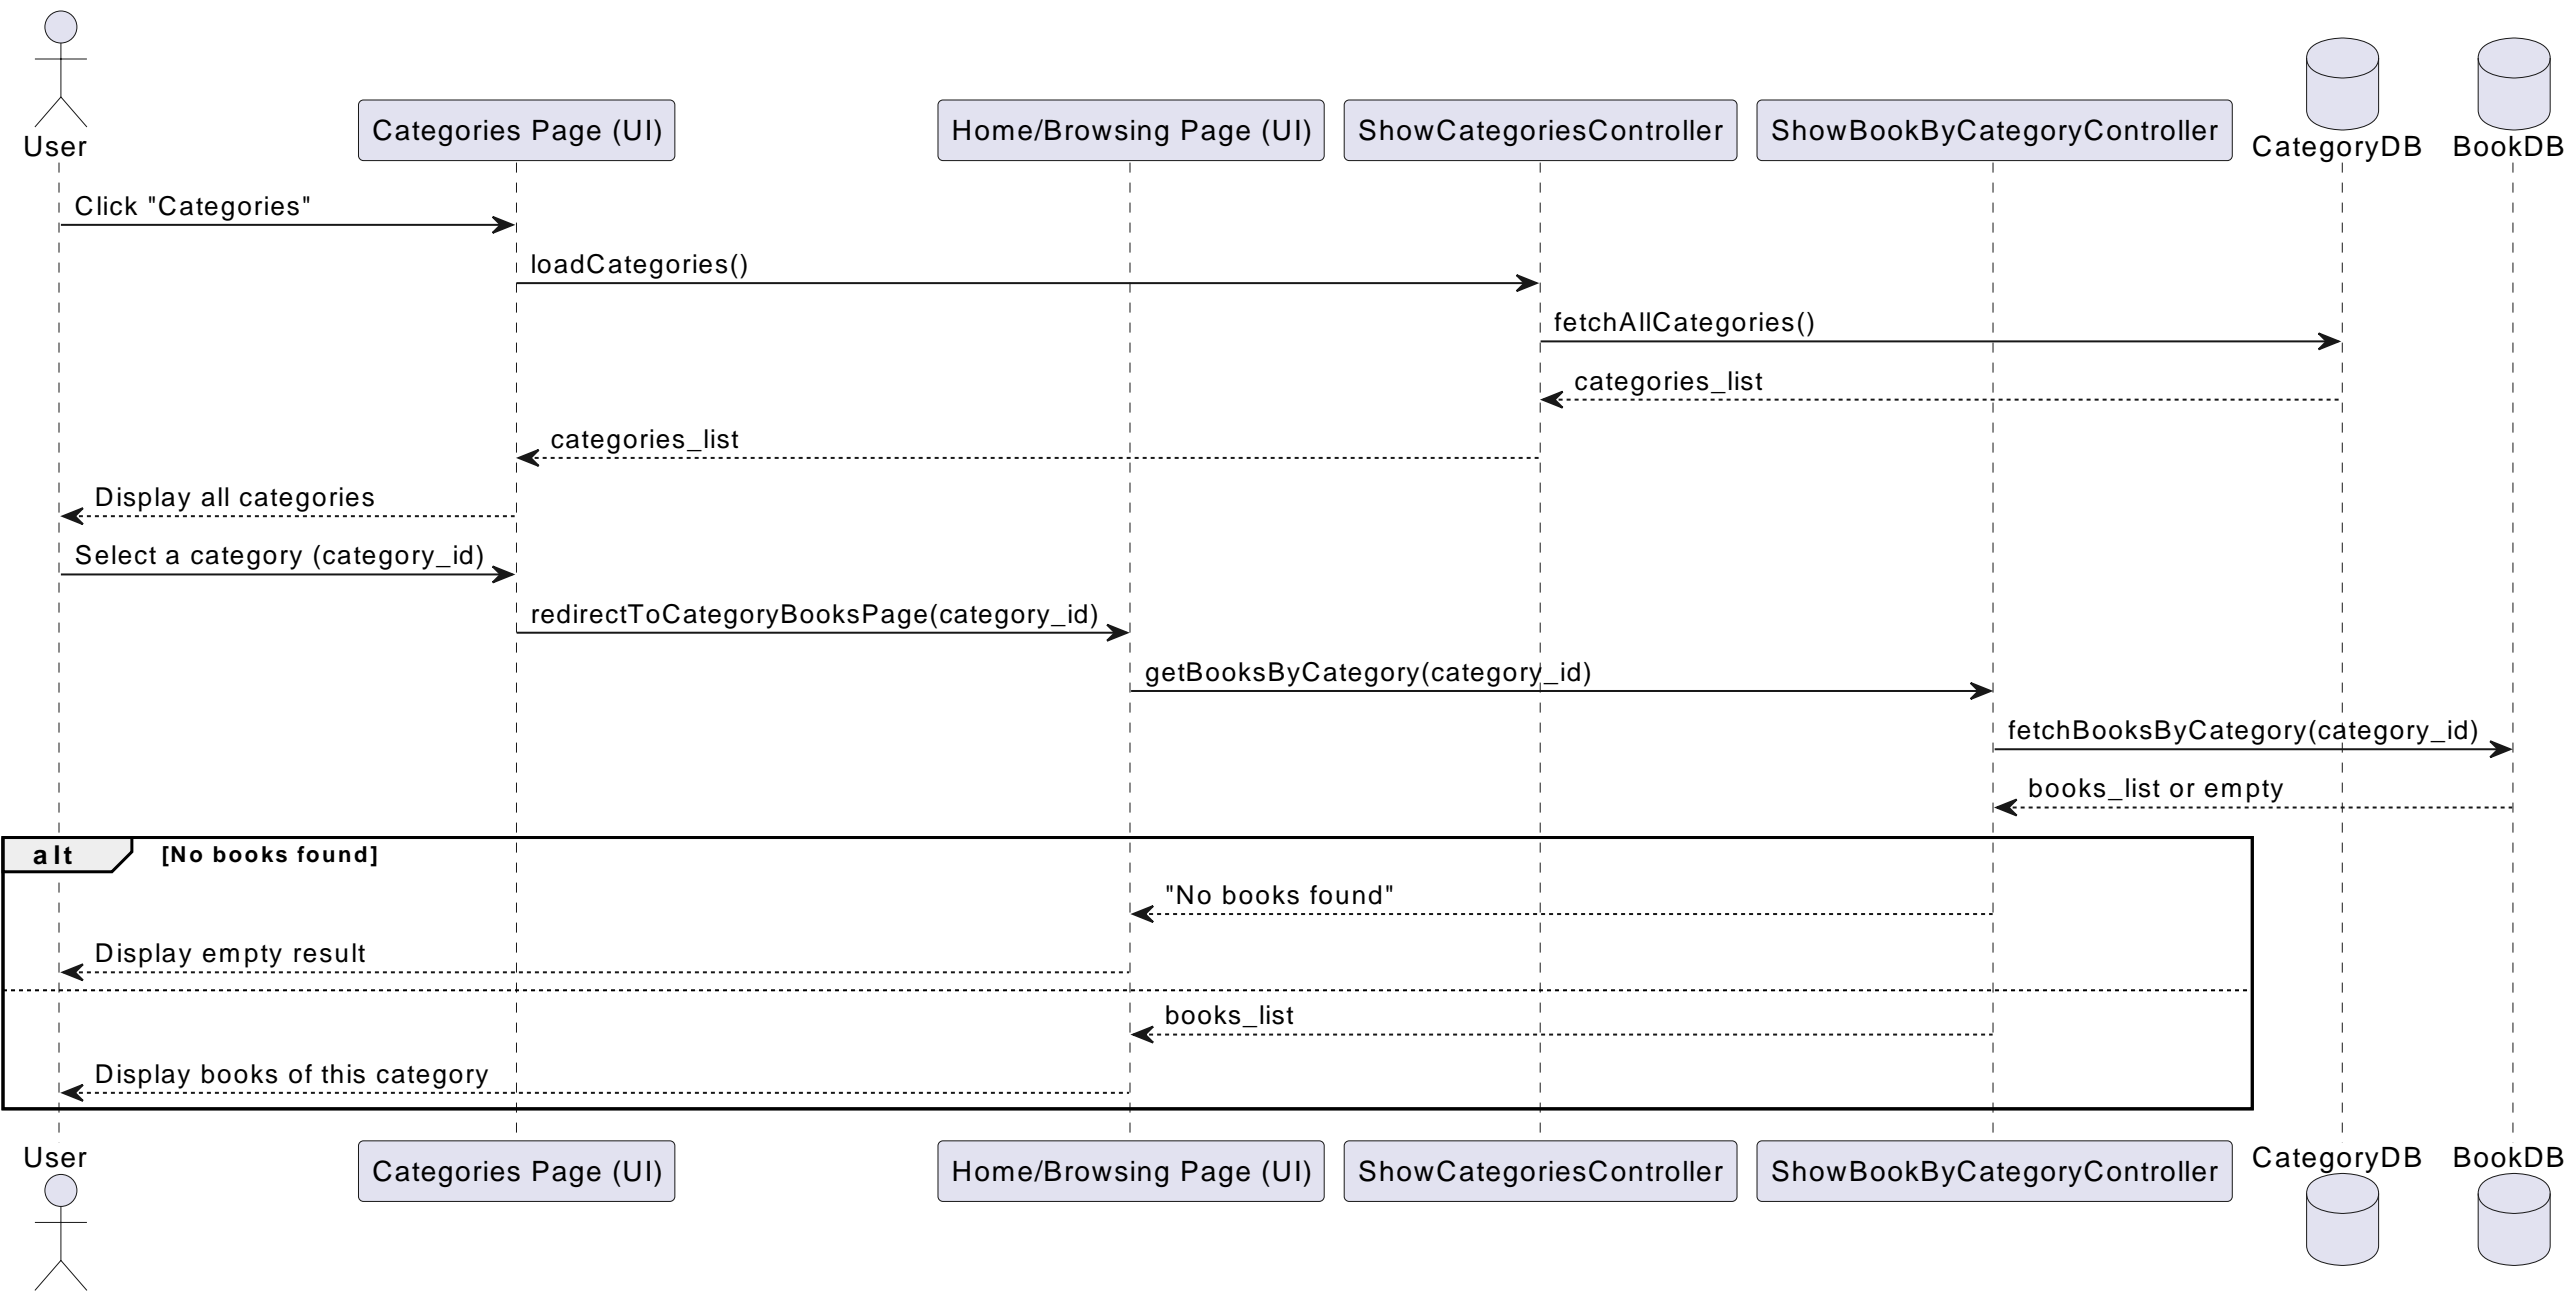 User
Categories Page (UI)
Home/Browsing Page (UI)
ShowCategoriesController
ShowBookByCategoryController
CategoryDB
BookDB
Click "Categories"
loadCategories()
fetchAllCategories()
categories_list
categories_list
Display all categories
Select a category (category_id)
redirectToCategoryBooksPage(category_id)
getBooksByCategory(category_id)
fetchBooksByCategory(category_id)
books_list or empty
alt [No books found]
"No books found"
Display empty result
books_list
Display books of this category
User
Categories Page (UI)
Home/Browsing Page (UI)
ShowCategoriesController
ShowBookByCategoryController
CategoryDB
BookDB